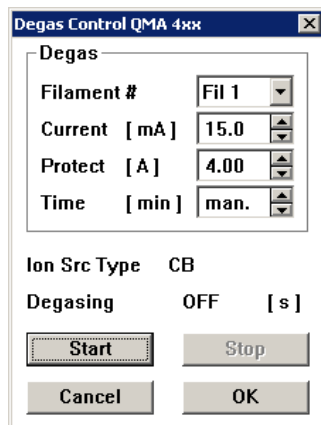 Degas Control QMA 4xx
Degas
Filament # Fil 1
Current [ mA ] 15.0
Protect [ A ] 4.00
Time [ min ] man.
Ion Src Type CB
Degasing OFF [ s ]
Start Stop
Cancel OK